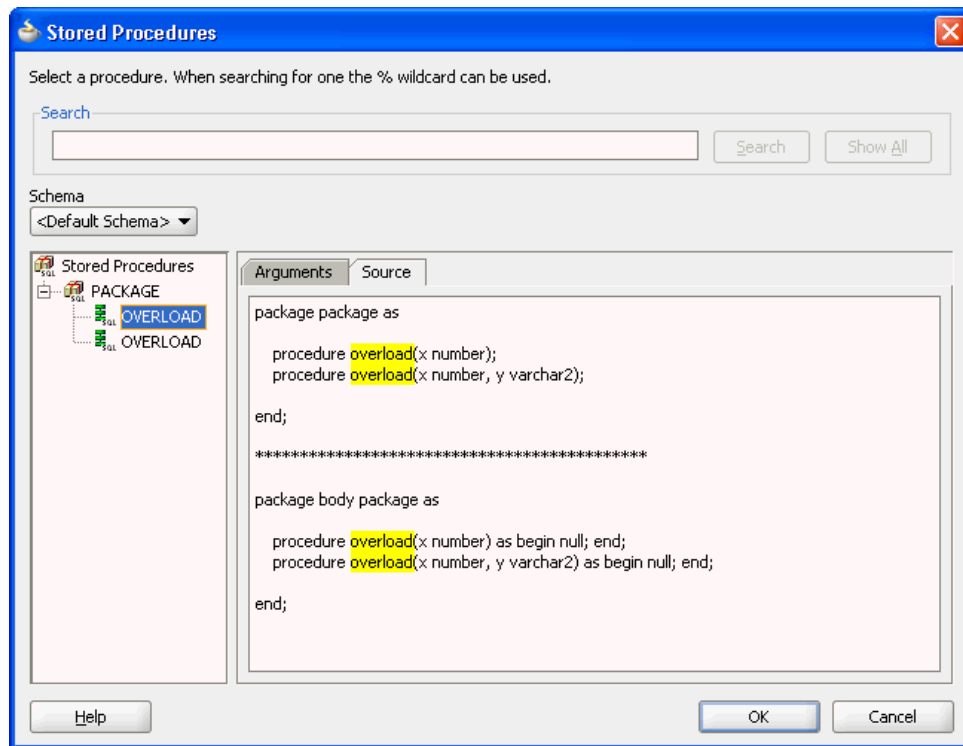 Stored Procedures
Select a procedure. When searching for one the % wildcard can be used.
Search
Search
Show All
Schema
<Default Schema>
Stored Procedures
PACKAGE
SQL OVERLOAD
SQL OVERLOAD
Arguments
Source
package package as
procedure overload(x number);
procedure overload(x number, y varchar2);
end;
********************************************
package body package as
procedure overload(x number) as begin null; end;
procedure overload(x number, y varchar2) as begin null; end;
end;
Help
OK
Cancel